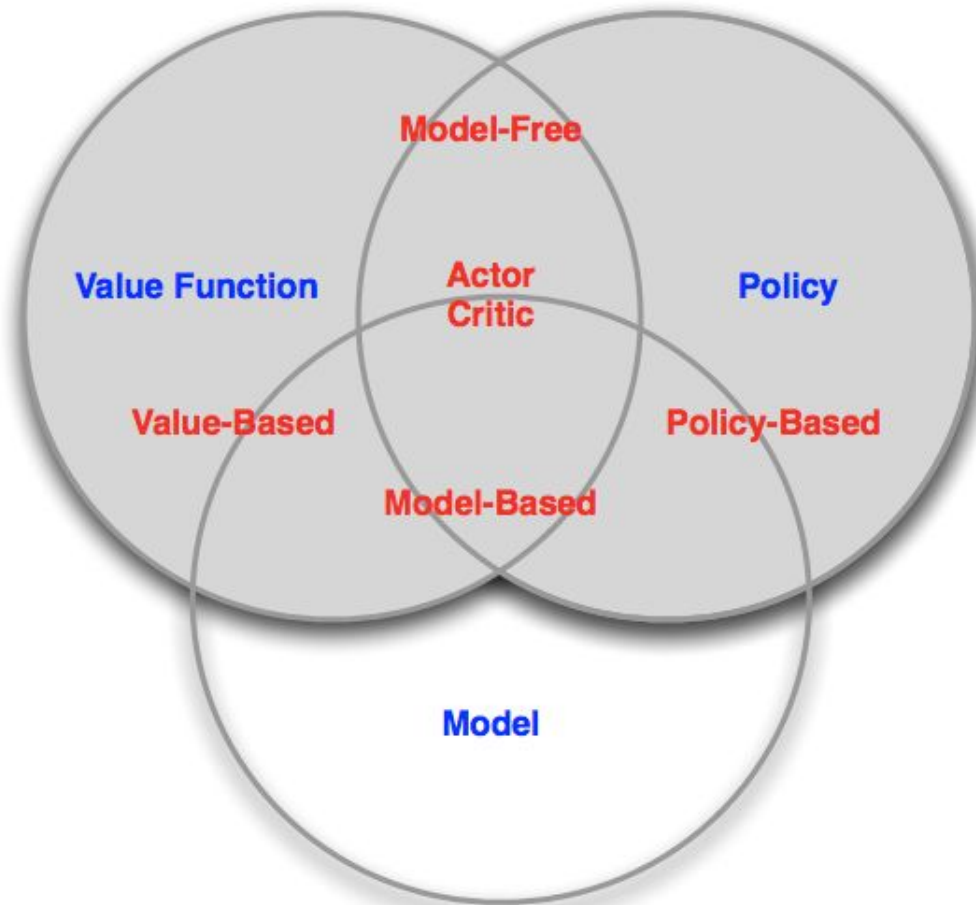 Model-Free
Value Function
Actor
Critic
Policy
Value-Based
Policy-Based
Model-Based
Model